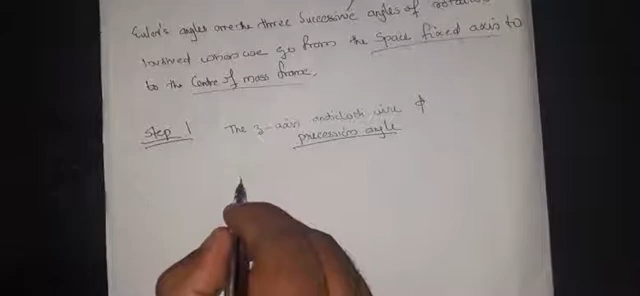 Euler's angles are the three Successive angles of
involved when we go from the Space fixed axis to
to the Centre of mass frame.
Step 1 The z-axis anticlock wise φ
precession angle